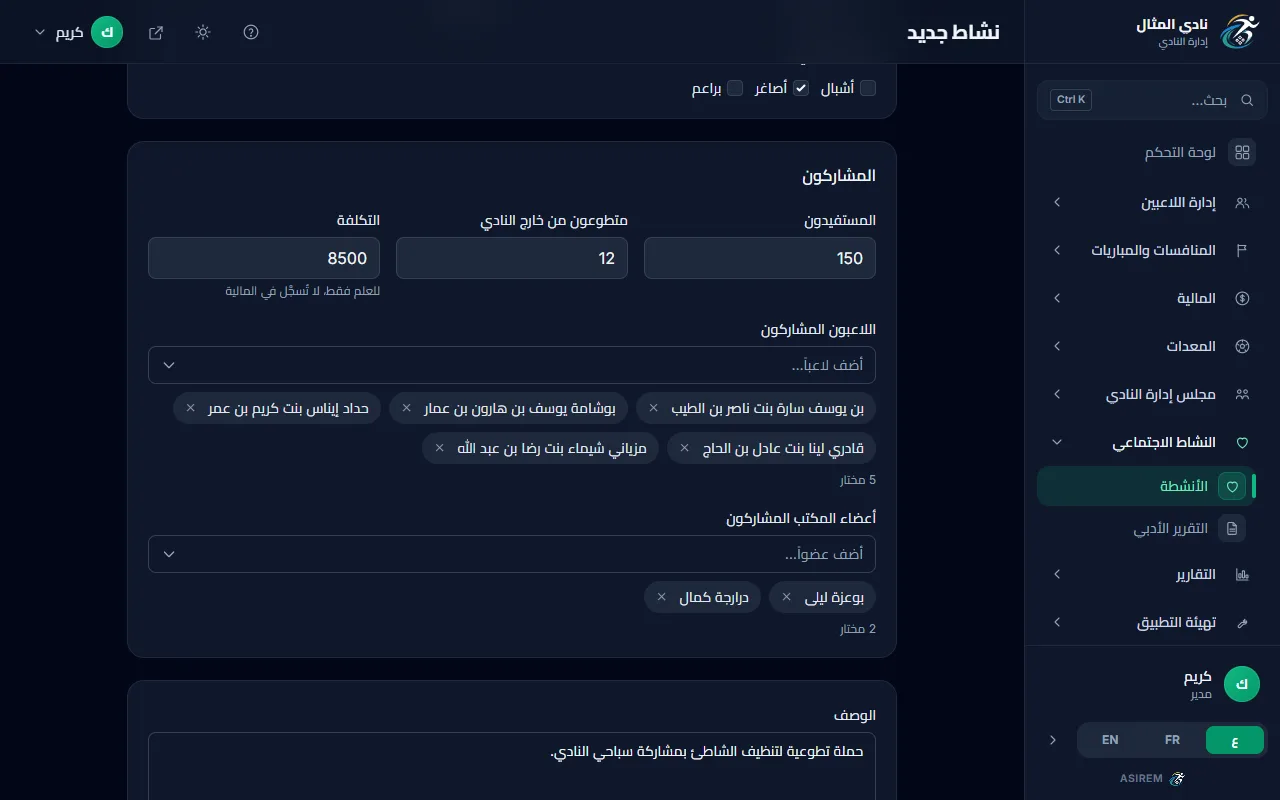 نادي المثال
إدارة النادي
بحث...
Ctrl K
لوحة التحكم
إدارة اللاعبين
المنافسات والمباريات
المالية
المعدات
مجلس إدارة النادي
النشاط الاجتماعي
الأنشطة
التقرير الأدبي
التقارير
تهيئة التطبيق
ك
كريم
مدير
ع
FR
EN
ASIREM
نشاط جديد
ك
كريم
أشبال
أصاغر
براعم
المشاركون
المستفيدون
متطوعون من خارج النادي
التكلفة
150
12
8500
للعلم فقط، لا تُسجَّل في المالية
اللاعبون المشاركون
أضف لاعباً...
بن يوسف سارة بنت ناصر بن الطيب ×
بوشامة يوسف بن هارون بن عمار ×
حداد إيناس بنت كريم بن عمر ×
قادري لينا بنت عادل بن الحاج ×
مزياني شيماء بنت رضا بن عبد الله ×
5 مختار
أعضاء المكتب المشاركون
أضف عضواً...
بوعزة ليلى ×
درارجة كمال ×
2 مختار
الوصف
حملة تطوعية لتنظيف الشاطئ بمشاركة سباحي النادي.